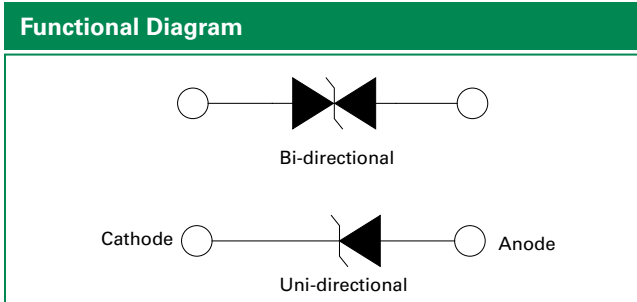 Functional Diagram
Bi-directional
Cathode
Anode
Uni-directional